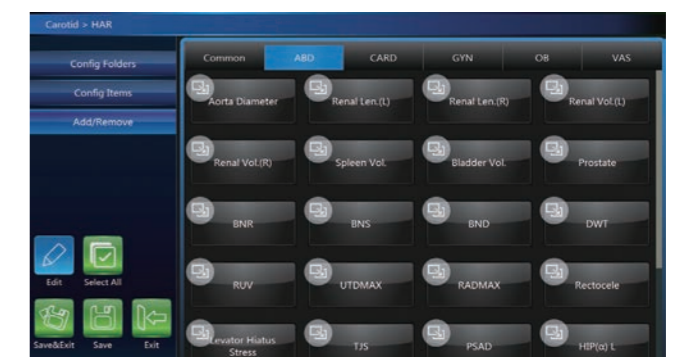 Carotid > HAR
Config Folders
Config Items
Add/Remove
Common ABD CARD GYN OB VAS
Aorta Diameter Renal Len.(L) Renal Len.(R) Renal Vol.(L)
Renal Vol.(R) Spleen Vol. Bladder Vol. Prostate
BNR BNS BND DWT
RUV UTDMAX RADMAX Rectocele
Levator Hiatus Stress TJS PSAD HIP(α) L
Edit Select All
Save&Exit Save Exit